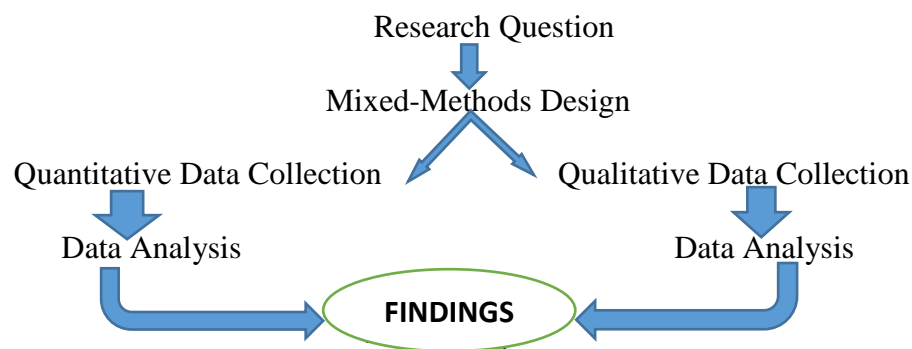 Research Question
Mixed-Methods Design
Quantitative Data Collection
Qualitative Data Collection
Data Analysis
Data Analysis
FINDINGS